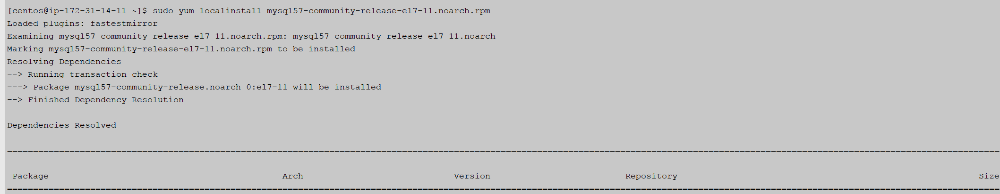 [centos@ip-172-31-14-11 ~]$ sudo yum localinstall mysql57-community-release-el7-11.noarch.rpm
Loaded plugins: fastestmirror
Examining mysql57-community-release-el7-11.noarch.rpm: mysql57-community-release-el7-11.noarch
Marking mysql57-community-release-el7-11.noarch.rpm to be installed
Resolving Dependencies
--> Running transaction check
---> Package mysql57-community-release.noarch 0:el7-11 will be installed
--> Finished Dependency Resolution
Dependencies Resolved
================================================================================
Package Arch Version Repository Size
================================================================================